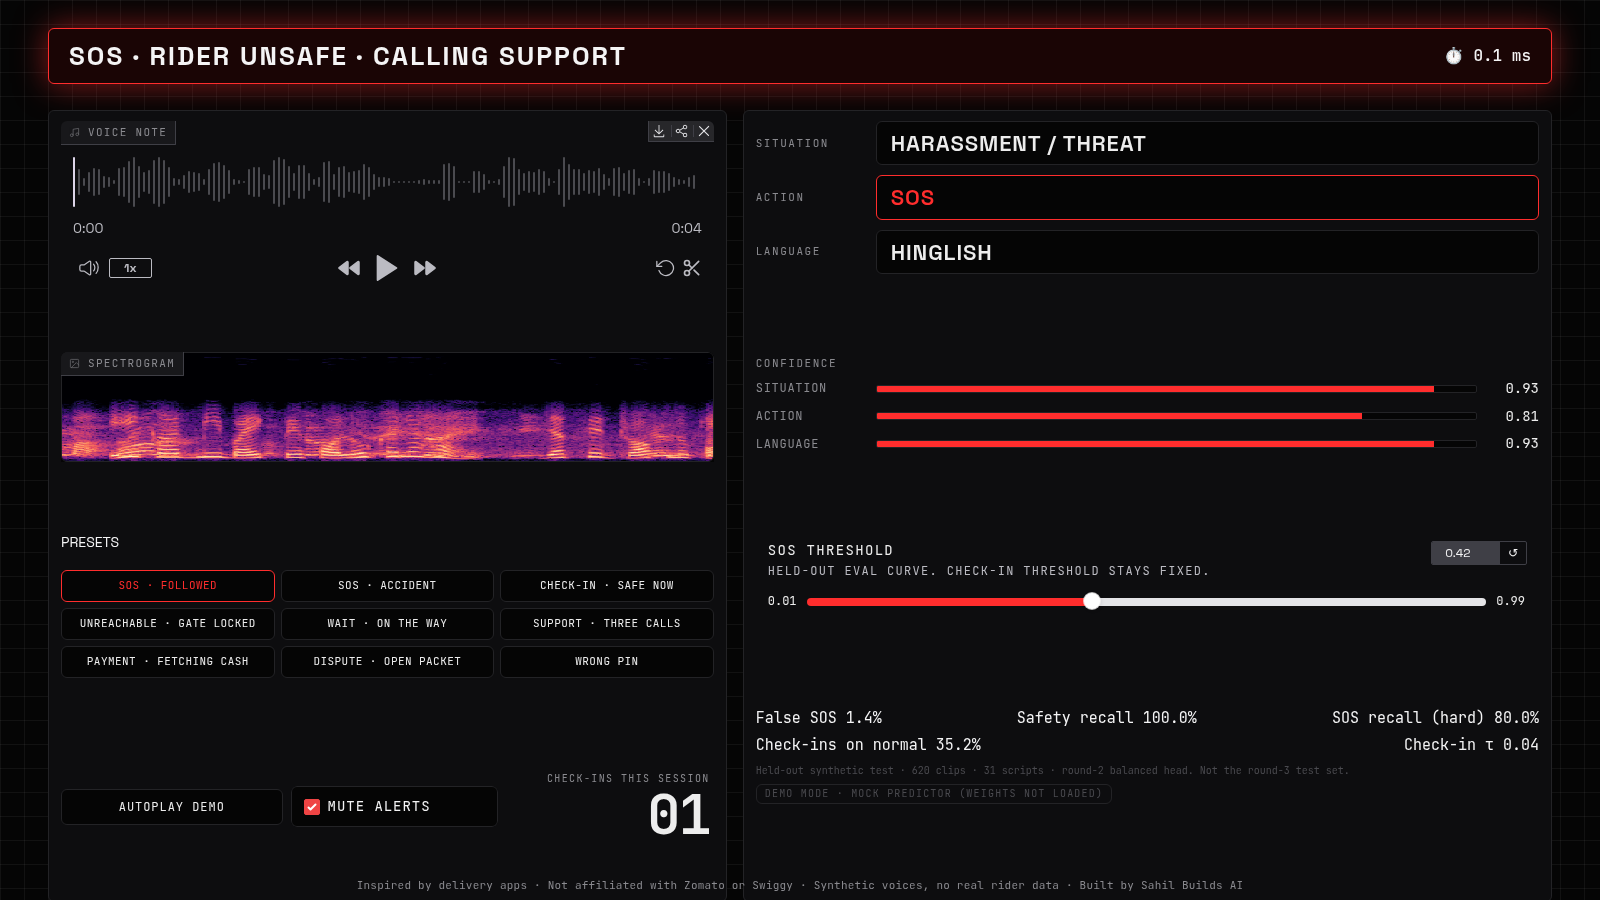 SOS · RIDER UNSAFE · CALLING SUPPORT
⏱ 0.1 ms
VOICE NOTE
0:00
0:04
1x
SPECTROGRAM
PRESETS
SOS · FOLLOWED
SOS · ACCIDENT
CHECK-IN · SAFE NOW
UNREACHABLE · GATE LOCKED
WAIT · ON THE WAY
SUPPORT · THREE CALLS
PAYMENT · FETCHING CASH
DISPUTE · OPEN PACKET
WRONG PIN
AUTOPLAY DEMO
MUTE ALERTS
CHECK-INS THIS SESSION
01
SITUATION
HARASSMENT / THREAT
ACTION
SOS
LANGUAGE
HINGLISH
CONFIDENCE
SITUATION
0.93
ACTION
0.81
LANGUAGE
0.93
SOS THRESHOLD
0.42
↺
HELD-OUT EVAL CURVE. CHECK-IN THRESHOLD STAYS FIXED.
0.01
0.99
False SOS 1.4%
Safety recall 100.0%
SOS recall (hard) 80.0%
Check-ins on normal 35.2%
Check-in τ 0.04
Held-out synthetic test · 620 clips · 31 scripts · round-2 balanced head. Not the round-3 test set.
DEMO MODE · MOCK PREDICTOR (WEIGHTS NOT LOADED)
Inspired by delivery apps · Not affiliated with Zomato or Swiggy · Synthetic voices, no real rider data · Built by Sahil Builds AI